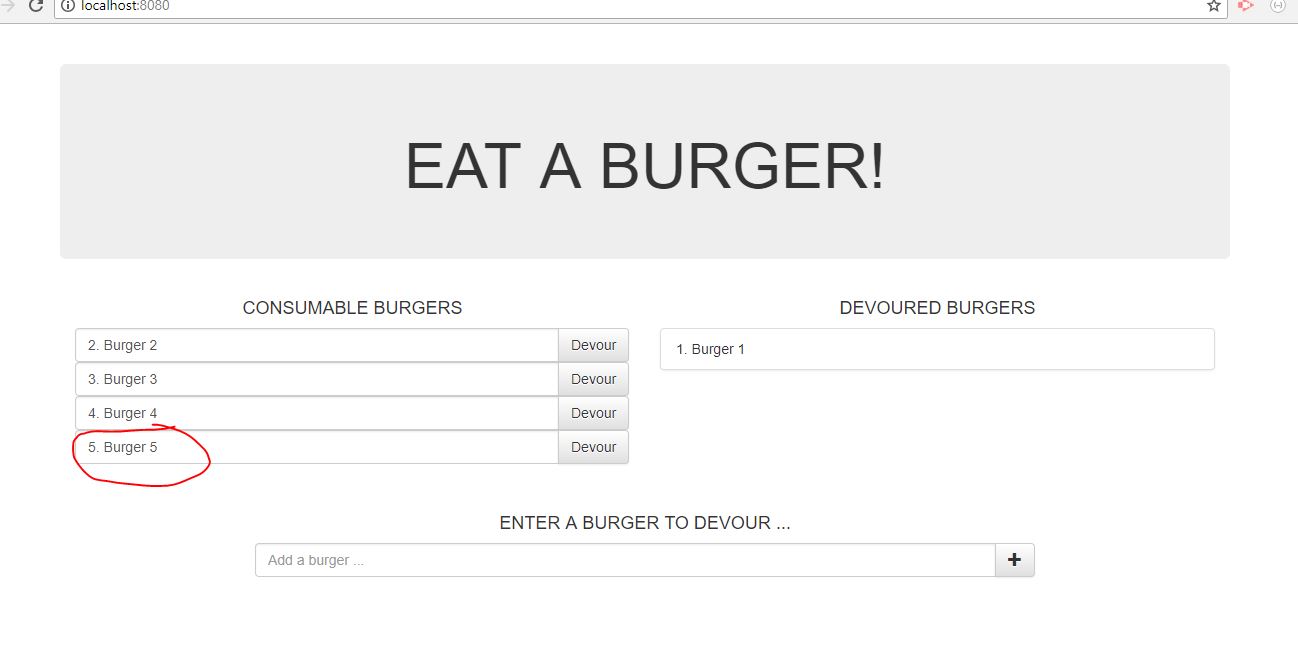 localhost:8080
EAT A BURGER!
CONSUMABLE BURGERS
2. Burger 2 Devour
3. Burger 3 Devour
4. Burger 4 Devour
5. Burger 5 Devour
DEVOURED BURGERS
1. Burger 1
ENTER A BURGER TO DEVOUR ...
Add a burger ... +